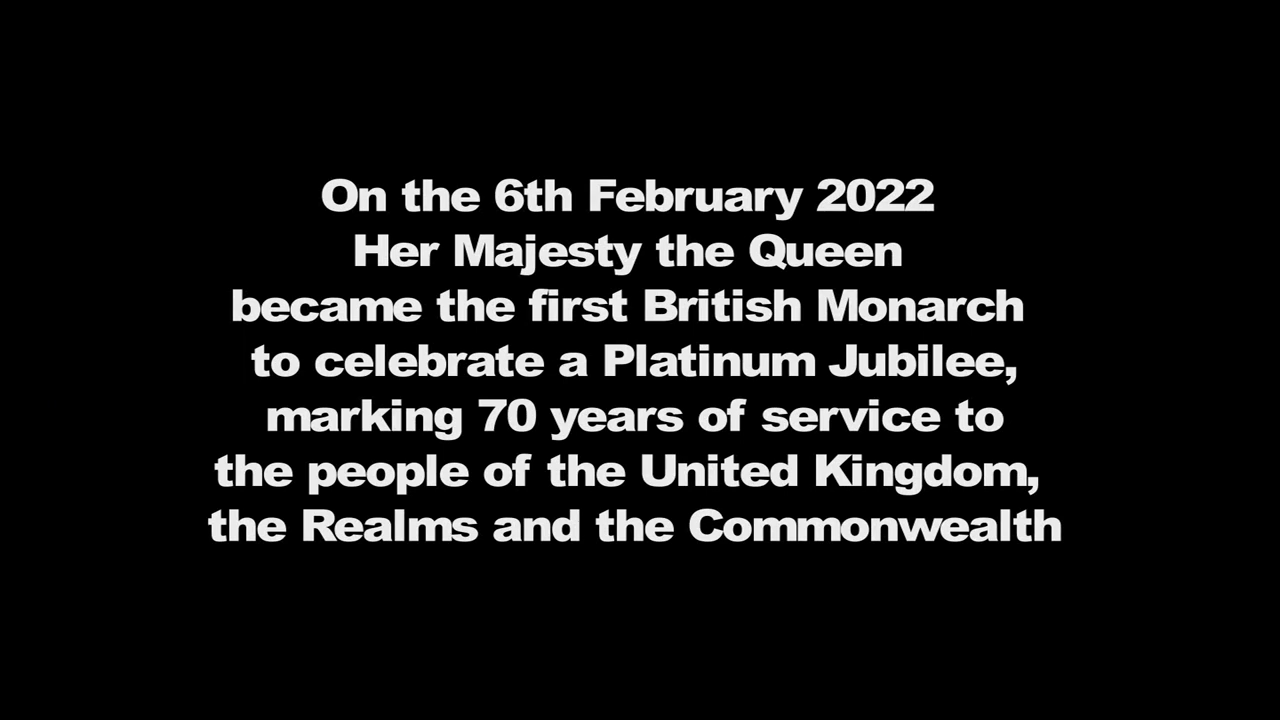 On the 6th February 2022
Her Majesty the Queen
became the first British Monarch
to celebrate a Platinum Jubilee,
marking 70 years of service to
the people of the United Kingdom,
the Realms and the Commonwealth